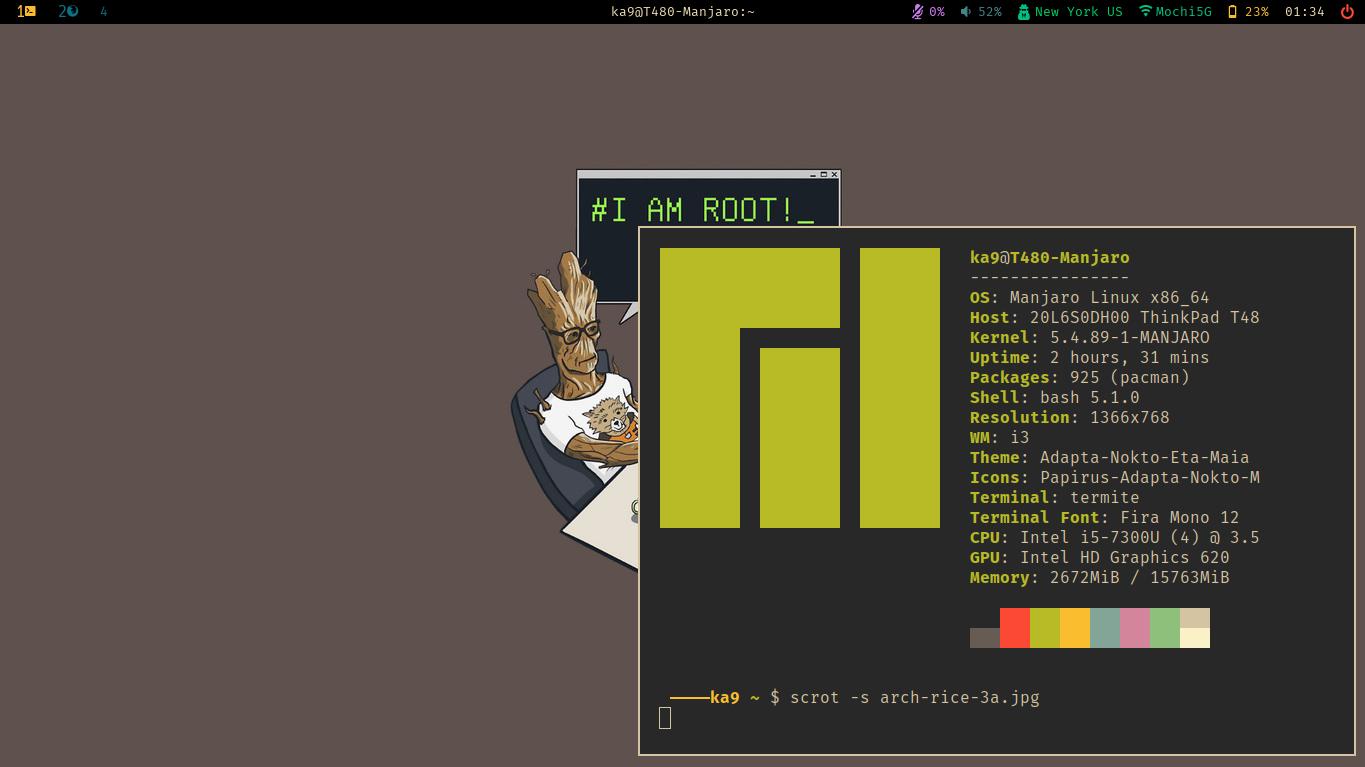 1 2 4 ka9@T480-Manjaro:~ 0% 52% New York US Mochi5G 23% 01:34
#I AM ROOT!_
ka9@T480-Manjaro
----------------
OS: Manjaro Linux x86_64
Host: 20L6S0DH00 ThinkPad T48
Kernel: 5.4.89-1-MANJARO
Uptime: 2 hours, 31 mins
Packages: 925 (pacman)
Shell: bash 5.1.0
Resolution: 1366x768
WM: i3
Theme: Adapta-Nokto-Eta-Maia
Icons: Papirus-Adapta-Nokto-M
Terminal: termite
Terminal Font: Fira Mono 12
CPU: Intel i5-7300U (4) @ 3.5
GPU: Intel HD Graphics 620
Memory: 2672MiB / 15763MiB
────ka9 ~ $ scrot -s arch-rice-3a.jpg